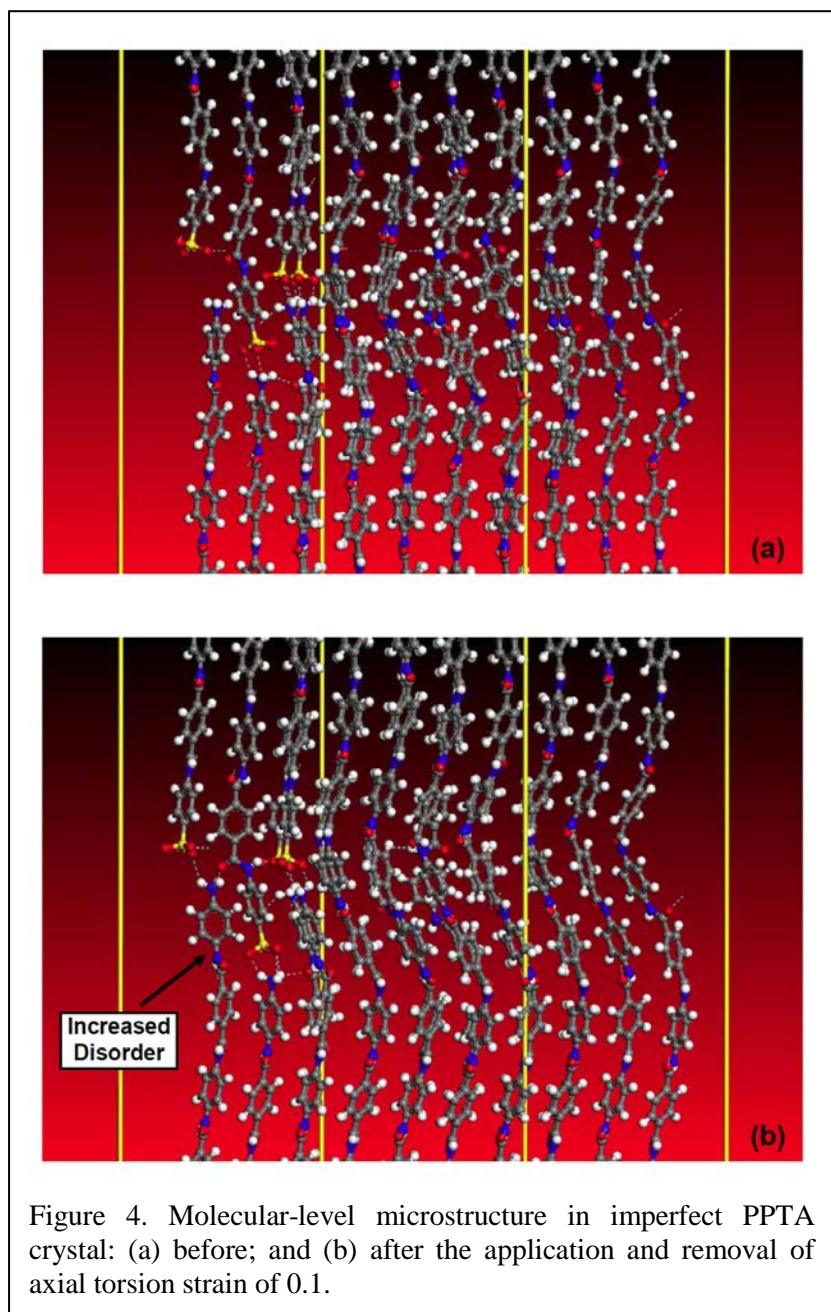 (a)
Increased
Disorder
(b)
Figure 4. Molecular-level microstructure in imperfect PPTA
crystal: (a) before; and (b) after the application and removal of
axial torsion strain of 0.1.